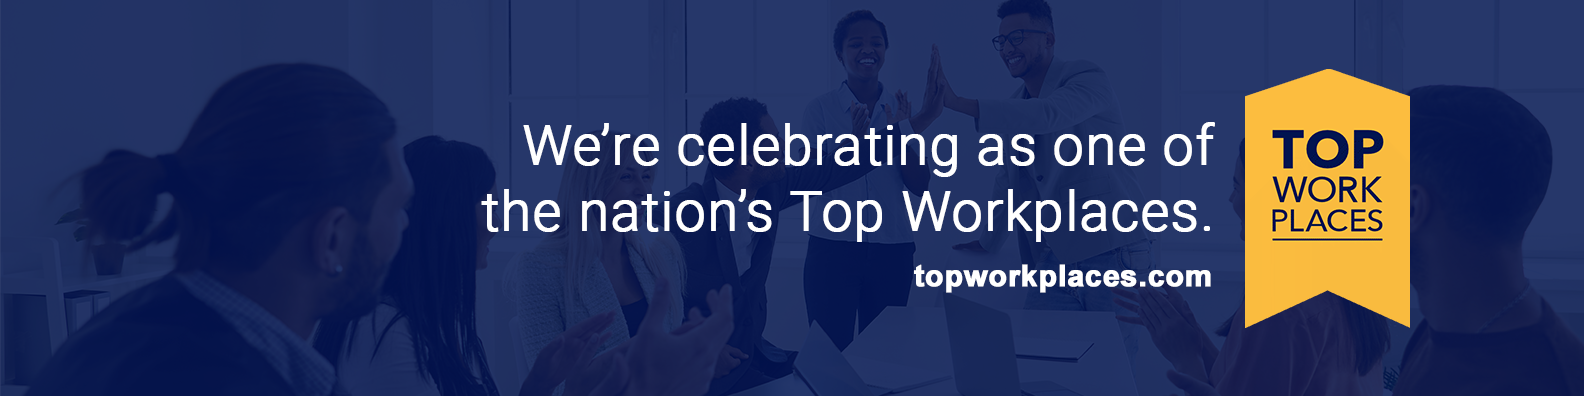 We’re celebrating as one of
the nation’s Top Workplaces.
topworkplaces.com
TOP
WORK
PLACES